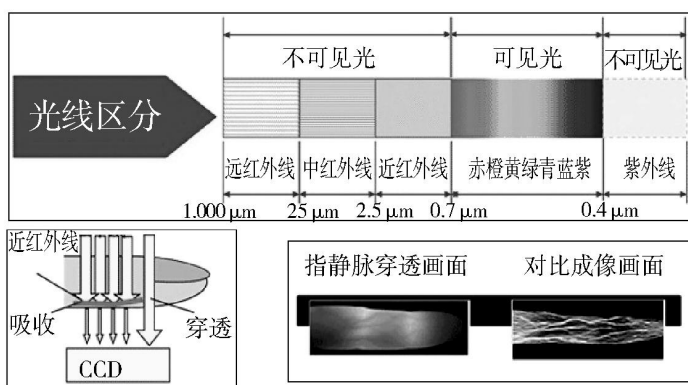 不可见光 可见光 不可见光
光线区分
远红外线 中红外线 近红外线 赤橙黄绿青蓝紫 紫外线
1.000 μm 25 μm 2.5 μm 0.7 μm 0.4 μm
近红外线
吸收 穿透
CCD
指静脉穿透画面 对比成像画面